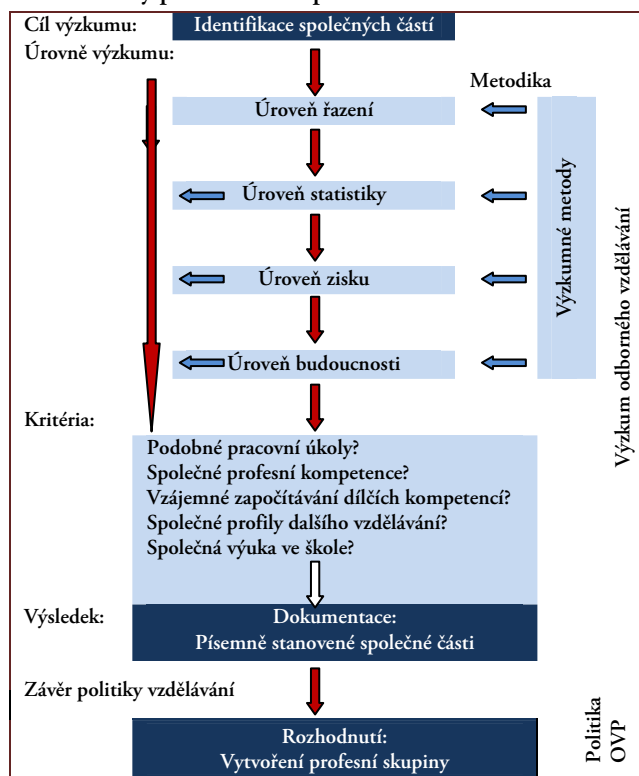 Cíl výzkumu:
Identifikace společných částí
Úrovně výzkumu:
Metodika
Úroveň řazení
Úroveň statistiky
Úroveň zisku
Úroveň budoucnosti
Výzkumné metody
Výzkum odborného vzdělávání
Kritéria:
Podobné pracovní úkoly?
Společné profesní kompetence?
Vzájemné započítávání dílčích kompetencí?
Společné profily dalšího vzdělávání?
Společná výuka ve škole?
Výsledek:
Dokumentace:
Písemně stanovené společné části
Závěr politiky vzdělávání
Rozhodnutí:
Vytvoření profesní skupiny
Politika
OVP